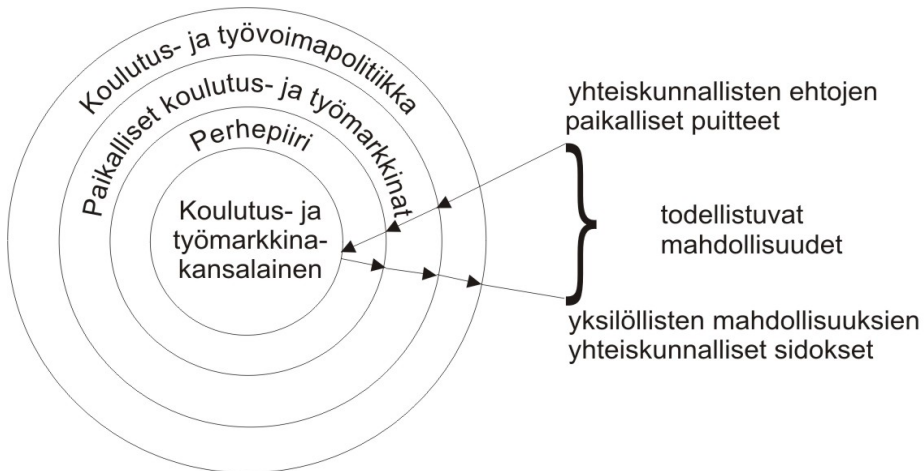 Koulutus- ja työvoimapolitiikka
Paikalliset koulutus- ja työmarkkinat
Perhepiiri
Koulutus- ja
työmarkkina-
kansalainen
yhteiskunnallisten ehtojen
paikalliset puitteet
todellistuvat
mahdollisuudet
yksilöllisten mahdollisuuksien
yhteiskunnalliset sidokset